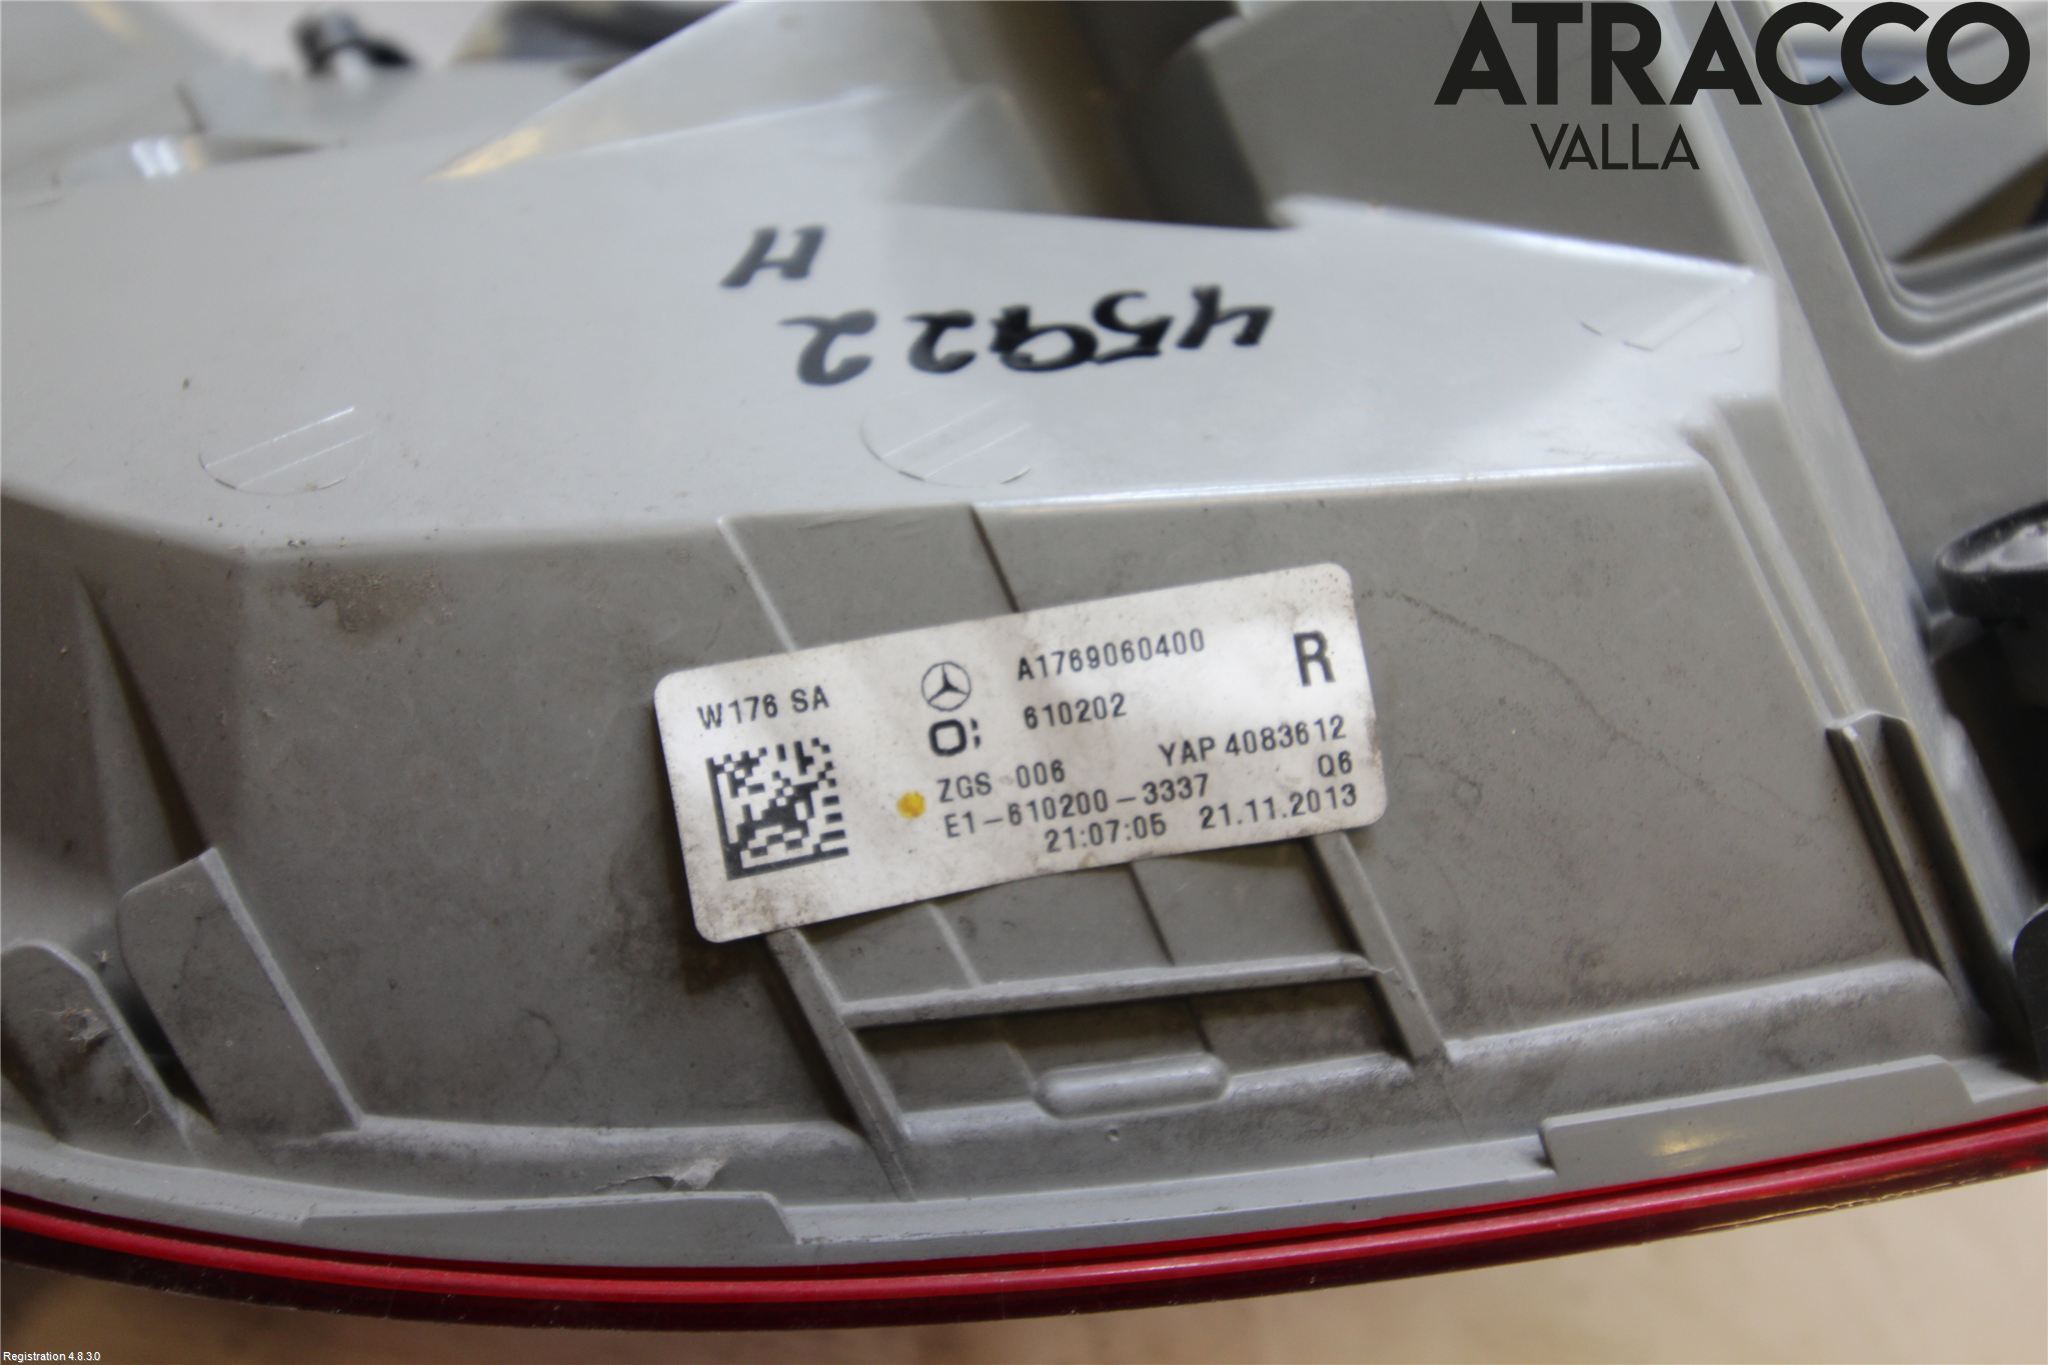 ATRACCO
VALLA
45922
H
W176 SA
A1769060400
R
O; 610202
ZGS 006 YAP 4083612
E1-610200-3337 Q6
21:07:05 21.11.2013
Registration 4.8.3.0